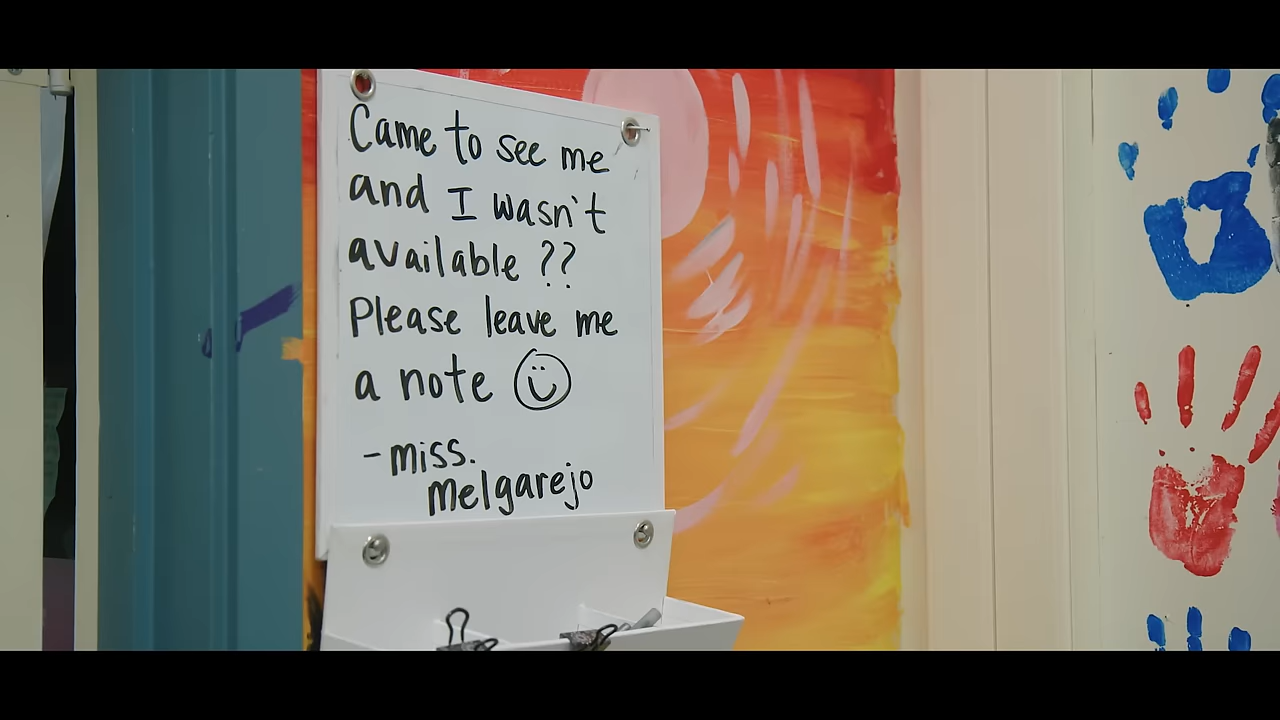 Came to see me
and I wasn't
available ??
Please leave me
a note
-miss.
melgarejo